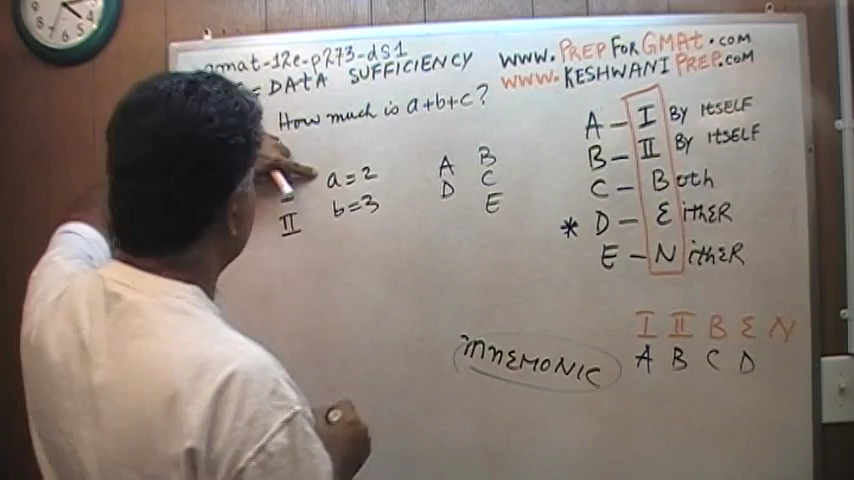 gmat-12e-p273-ds1
= DAtA SUFFICIENCY
www.PREPFORGMAt.com
www.KESHWANIPREP.com
How much is a+b+c?
a=2
II b=3
A B
D C
E
A - I By ItSELF
B - II By ItSELF
C - Both
* D - EithER
E - NithER
I II B E N
A B C D
MNEMONIC